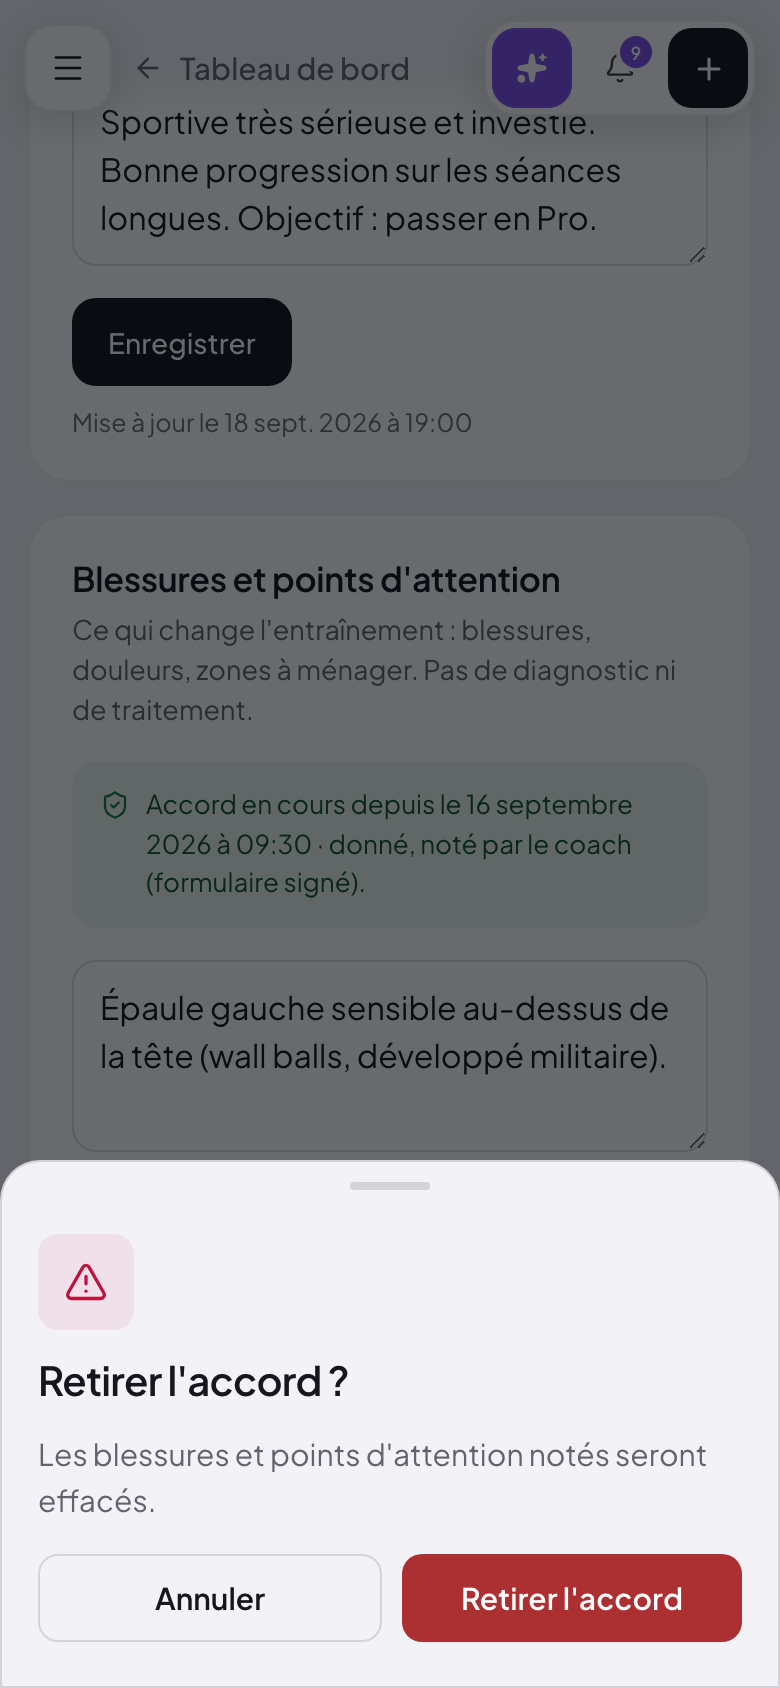 Tableau de bord
9
Sportive très sérieuse et investie.
Bonne progression sur les séances
longues. Objectif : passer en Pro.
Enregistrer
Mise à jour le 18 sept. 2026 à 19:00
Blessures et points d'attention
Ce qui change l'entraînement : blessures,
douleurs, zones à ménager. Pas de diagnostic ni
de traitement.
Accord en cours depuis le 16 septembre
2026 à 09:30 · donné, noté par le coach
(formulaire signé).
Épaule gauche sensible au-dessus de
la tête (wall balls, développé militaire).
Retirer l'accord ?
Les blessures et points d'attention notés seront
effacés.
Annuler
Retirer l'accord